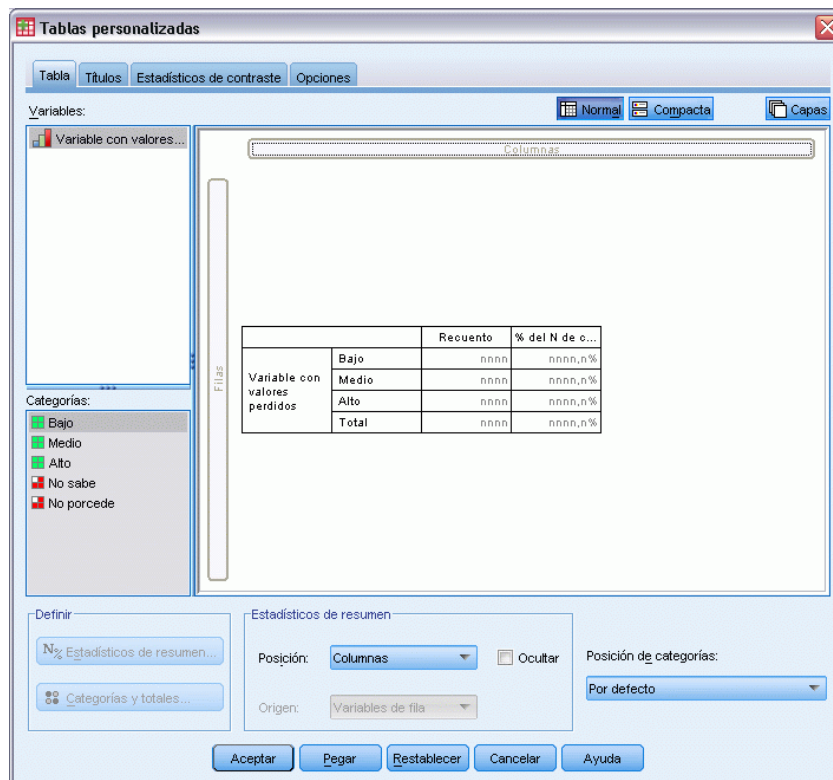 Tablas personalizadas
Tabla Títulos Estadísticos de contraste Opciones
Variables: Normal Compacta Capas
Variable con valores...
Columnas
Filas
Recuento % del N de c...
Variable con valores perdidos
Bajo nnnn nnnn,n%
Medio nnnn nnnn,n%
Alto nnnn nnnn,n%
Total nnnn nnnn,n%
Categorías:
Bajo
Medio
Alto
No sabe
No porcede
Definir
N% Estadísticos de resumen...
Categorías y totales...
Estadísticos de resumen
Posición: Columnas Ocultar
Origen: Variables de fila
Posición de categorías:
Por defecto
Aceptar Pegar Restablecer Cancelar Ayuda